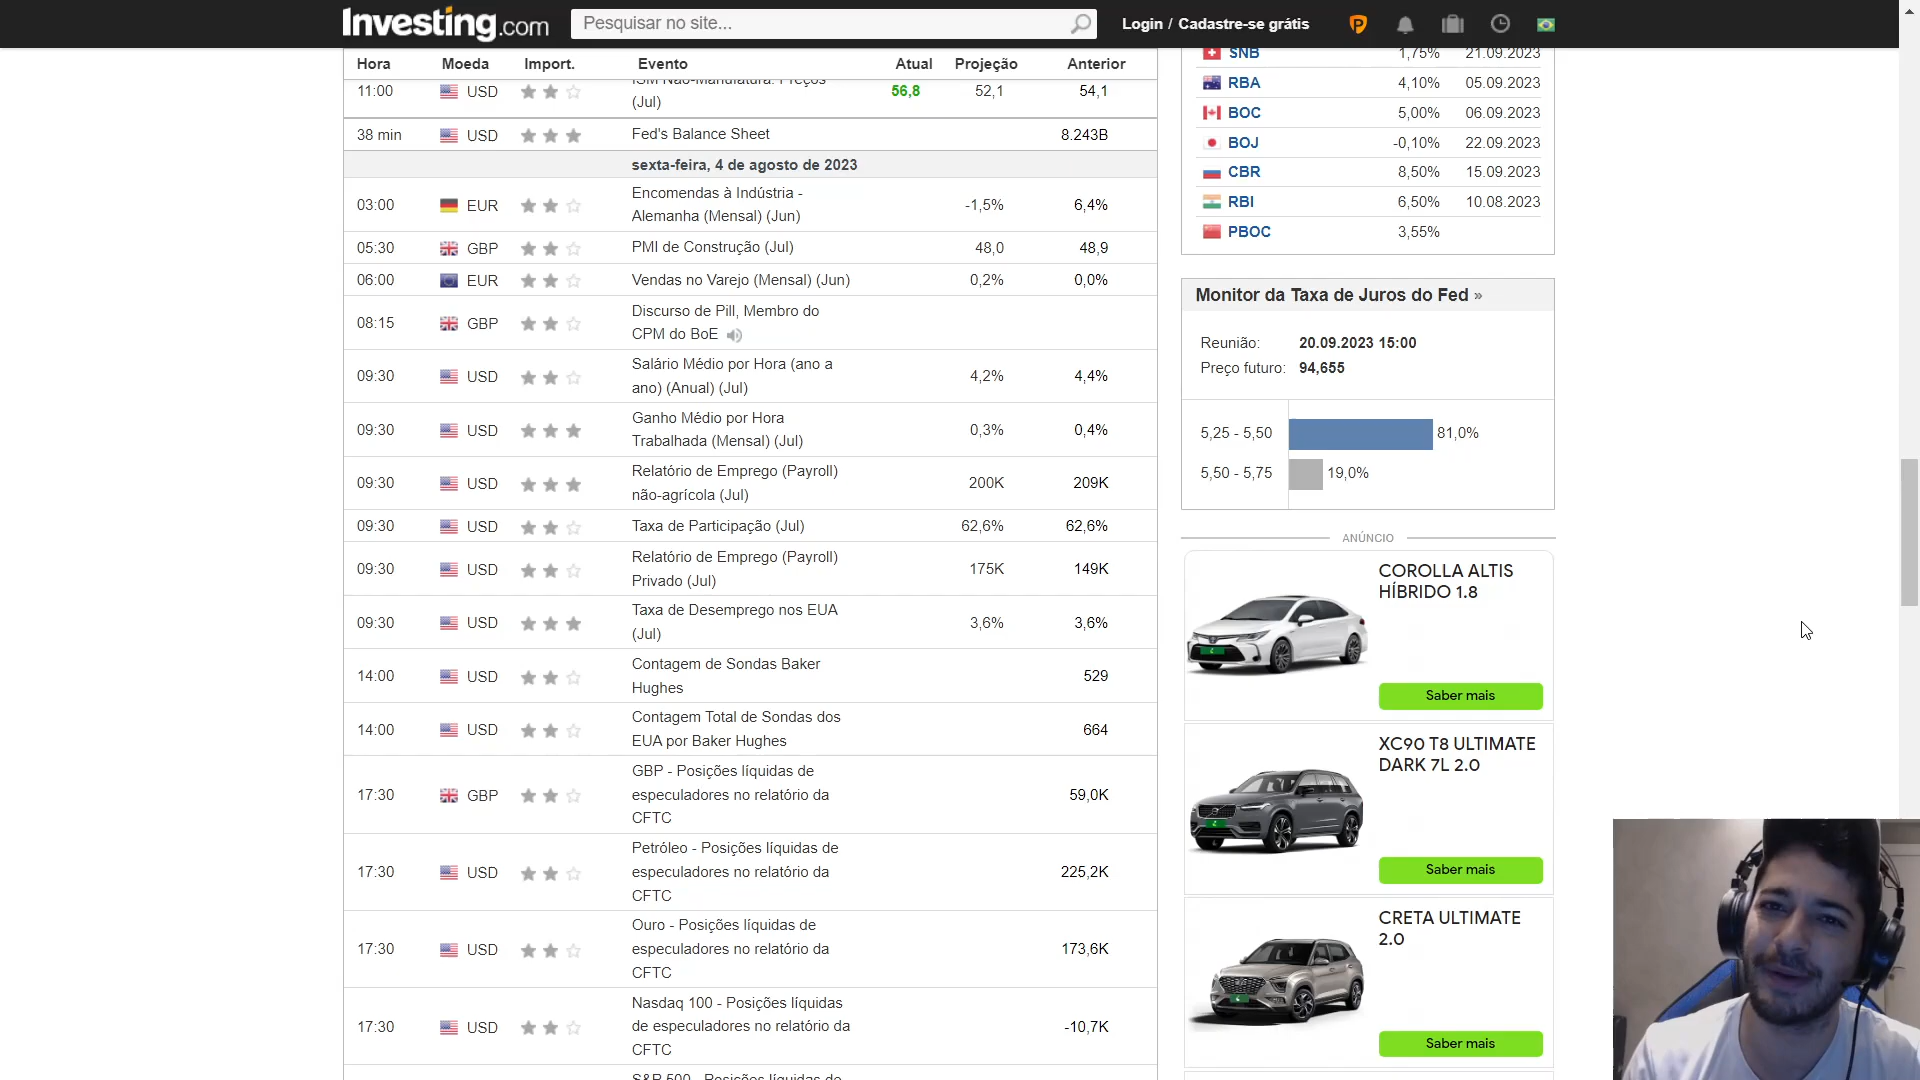 Investing.com
Pesquisar no site...
Login / Cadastre-se grátis
Hora Moeda Import. Evento Atual Projeção Anterior
11:00 USD ISM Não-Manufatura: Preços 56,8 52,1 54,1
(Jul)
38 min USD Fed's Balance Sheet 8.243B
sexta-feira, 4 de agosto de 2023
03:00 EUR Encomendas à Indústria - -1,5% 6,4%
Alemanha (Mensal) (Jun)
05:30 GBP PMI de Construção (Jul) 48,0 48,9
06:00 EUR Vendas no Varejo (Mensal) (Jun) 0,2% 0,0%
08:15 GBP Discurso de Pill, Membro do
CPM do BoE
09:30 USD Salário Médio por Hora (ano a 4,2% 4,4%
ano) (Anual) (Jul)
09:30 USD Ganho Médio por Hora 0,3% 0,4%
Trabalhada (Mensal) (Jul)
09:30 USD Relatório de Emprego (Payroll) 200K 209K
não-agrícola (Jul)
09:30 USD Taxa de Participação (Jul) 62,6% 62,6%
09:30 USD Relatório de Emprego (Payroll) 175K 149K
Privado (Jul)
09:30 USD Taxa de Desemprego nos EUA 3,6% 3,6%
(Jul)
14:00 USD Contagem de Sondas Baker 529
Hughes
14:00 USD Contagem Total de Sondas dos 664
EUA por Baker Hughes
17:30 GBP GBP - Posições líquidas de 59,0K
especuladores no relatório da
CFTC
17:30 USD Petróleo - Posições líquidas de 225,2K
especuladores no relatório da
CFTC
17:30 USD Ouro - Posições líquidas de 173,6K
especuladores no relatório da
CFTC
17:30 USD Nasdaq 100 - Posições líquidas -10,7K
de especuladores no relatório da
CFTC
S&P 500 - Posições líquidas de
SNB 1,75% 21.09.2023
RBA 4,10% 05.09.2023
BOC 5,00% 06.09.2023
BOJ -0,10% 22.09.2023
CBR 8,50% 15.09.2023
RBI 6,50% 10.08.2023
PBOC 3,55%
Monitor da Taxa de Juros do Fed »
Reunião: 20.09.2023 15:00
Preço futuro: 94,655
5,25 - 5,50 81,0%
5,50 - 5,75 19,0%
ANÚNCIO
COROLLA ALTIS
HÍBRIDO 1.8
Saber mais
XC90 T8 ULTIMATE
DARK 7L 2.0
Saber mais
CRETA ULTIMATE
2.0
Saber mais